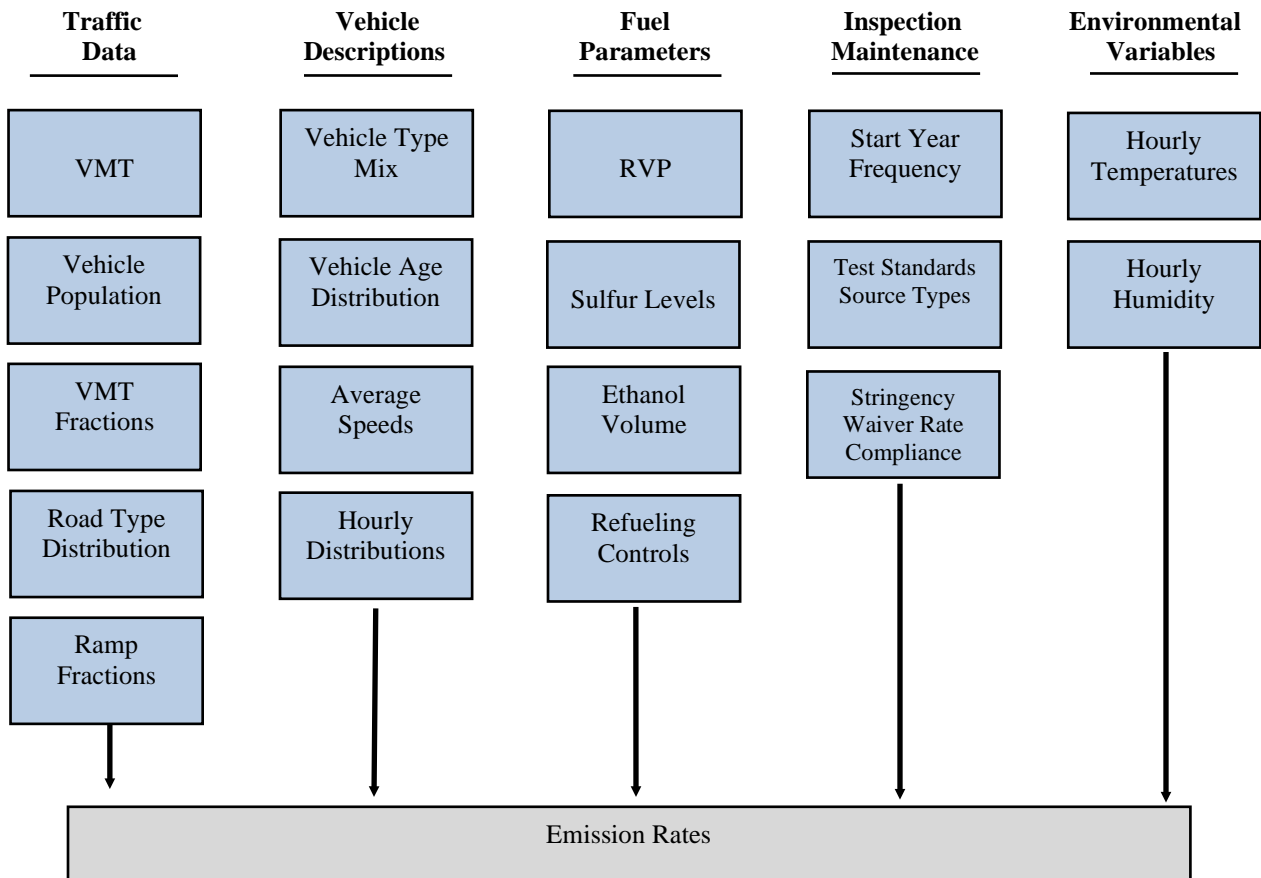 Traffic
Data
Vehicle
Descriptions
Fuel
Parameters
Inspection
Maintenance
Environmental
Variables
VMT
Vehicle
Population
VMT
Fractions
Road Type
Distribution
Ramp
Fractions
Vehicle Type
Mix
Vehicle Age
Distribution
Average
Speeds
Hourly
Distributions
RVP
Sulfur Levels
Ethanol
Volume
Refueling
Controls
Start Year
Frequency
Test Standards
Source Types
Stringency
Waiver Rate
Compliance
Hourly
Temperatures
Hourly
Humidity
Emission Rates